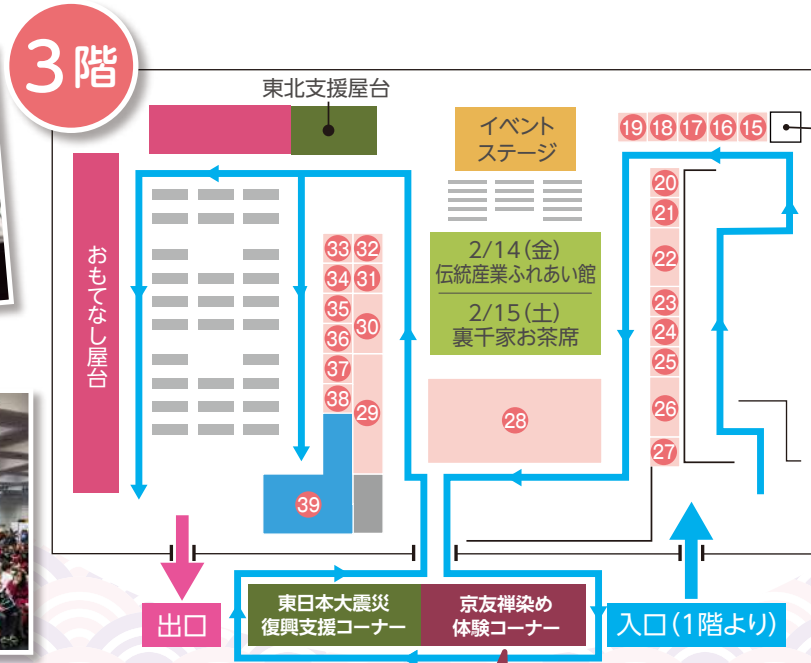 3階
東北支援屋台
イベント
ステージ
19 18 17 16 15
20
21
22
23
24
25
26
27
2/14(金)
伝統産業ふれあい館
2/15(土)
裏千家お茶席
28
33 32
34 31
35
30
36
37
38
29
39
おもてなし屋台
出口
東日本大震災
復興支援コーナー
京友禅染め
体験コーナー
入口(1階より)